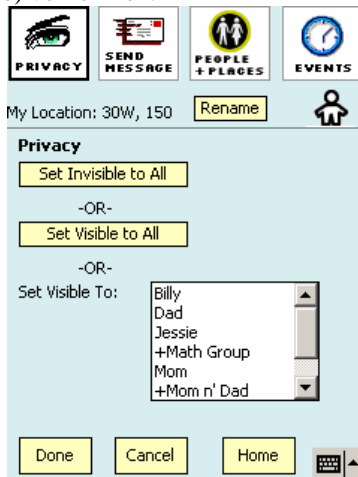 PRIVACY
SEND
MESSAGE
PEOPLE
+PLACES
EVENTS
My Location: 30W, 150
Rename
Privacy
Set Invisible to All
-OR-
Set Visible to All
-OR-
Set Visible To:
Billy
Dad
Jessie
+Math Group
Mom
+Mom n' Dad
Done
Cancel
Home